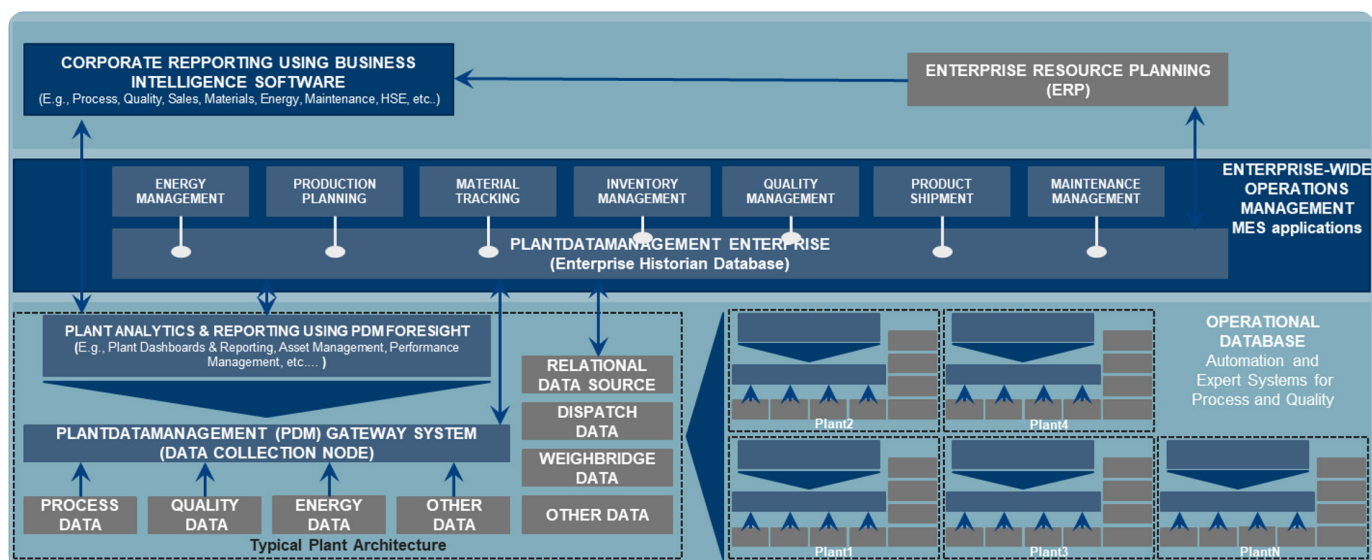 CORPORATE REPPORTING USING BUSINESS
INTELLIGENCE SOFTWARE
(E.g., Process, Quality, Sales, Materials, Energy, Maintenance, HSE, etc..)
ENTERPRISE RESOURCE PLANNING
(ERP)
ENERGY
MANAGEMENT
PRODUCTION
PLANNING
MATERIAL
TRACKING
INVENTORY
MANAGEMENT
QUALITY
MANAGEMENT
PRODUCT
SHIPMENT
MAINTENANCE
MANAGEMENT
ENTERPRISE-WIDE
OPERATIONS
MANAGEMENT
MES applications
PLANTDATAMANAGEMENT ENTERPRISE
(Enterprise Historian Database)
PLANT ANALYTICS & REPORTING USING PDM FORESIGHT
(E.g., Plant Dashboards & Reporting, Asset Management, Performance
Management, etc.... )
PLANTDATAMANAGEMENT (PDM) GATEWAY SYSTEM
(DATA COLLECTION NODE)
PROCESS
DATA
QUALITY
DATA
ENERGY
DATA
OTHER
DATA
Typical Plant Architecture
RELATIONAL
DATA SOURCE
DISPATCH
DATA
WEIGHBRIDGE
DATA
OTHER DATA
Plant2
Plant4
OPERATIONAL
DATABASE
Automation and
Expert Systems for
Process and Quality
Plant1
Plant3
PlantN